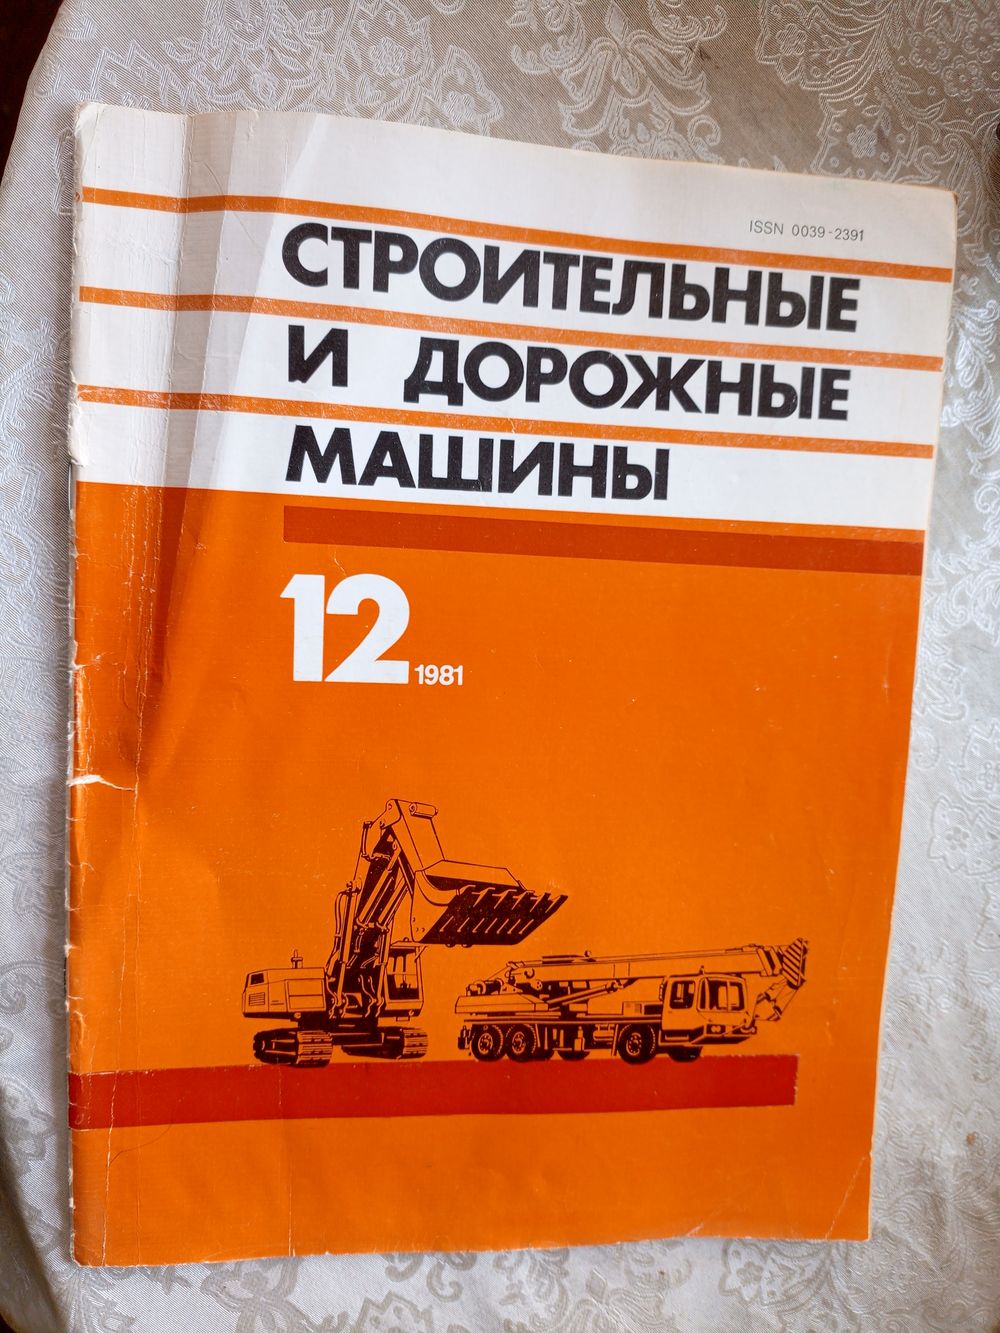 ISSN 0039-2391
СТРОИТЕЛЬНЫЕ
И ДОРОЖНЫЕ
МАШИНЫ
12 1981